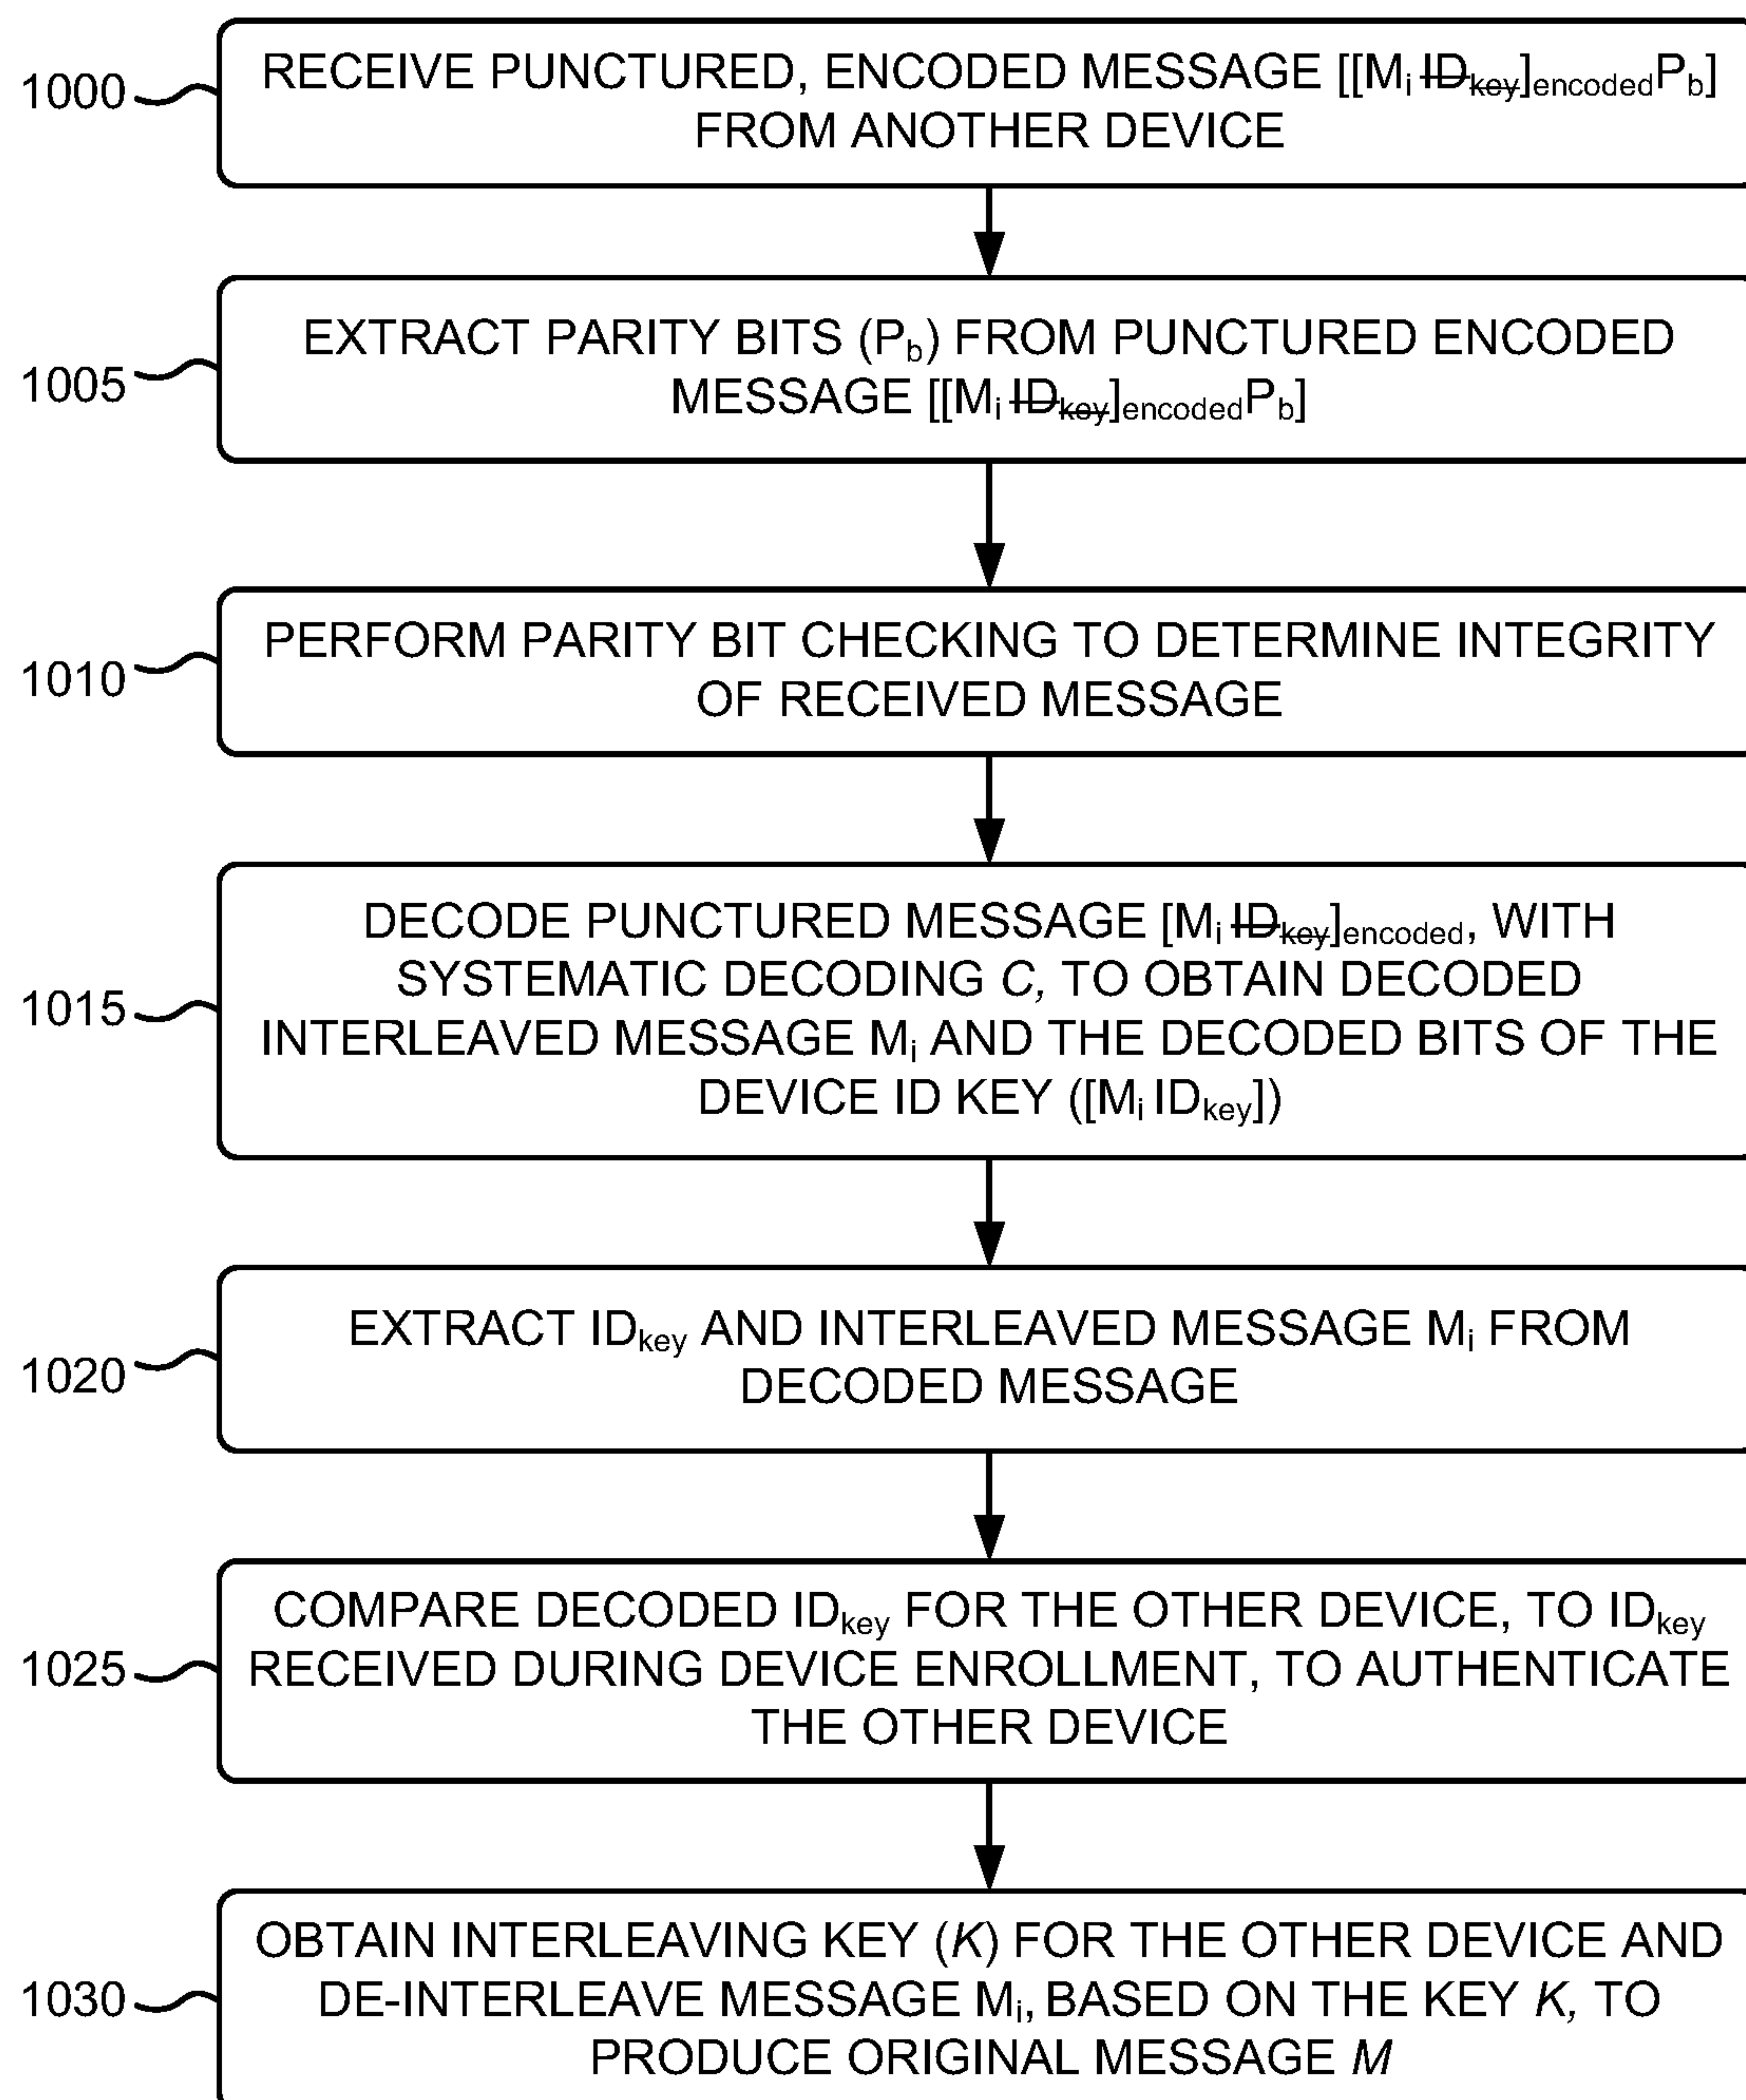 1000
RECEIVE PUNCTURED, ENCODED MESSAGE [[Mi IDkey]encodedPb]
FROM ANOTHER DEVICE
1005
EXTRACT PARITY BITS (Pb) FROM PUNCTURED ENCODED
MESSAGE [[Mi IDkey]encodedPb]
1010
PERFORM PARITY BIT CHECKING TO DETERMINE INTEGRITY
OF RECEIVED MESSAGE
1015
DECODE PUNCTURED MESSAGE [Mi IDkey]encoded, WITH
SYSTEMATIC DECODING C, TO OBTAIN DECODED
INTERLEAVED MESSAGE Mi AND THE DECODED BITS OF THE
DEVICE ID KEY ([Mi IDkey])
1020
EXTRACT IDkey AND INTERLEAVED MESSAGE Mi FROM
DECODED MESSAGE
1025
COMPARE DECODED IDkey FOR THE OTHER DEVICE, TO IDkey
RECEIVED DURING DEVICE ENROLLMENT, TO AUTHENTICATE
THE OTHER DEVICE
1030
OBTAIN INTERLEAVING KEY (K) FOR THE OTHER DEVICE AND
DE-INTERLEAVE MESSAGE Mi, BASED ON THE KEY K, TO
PRODUCE ORIGINAL MESSAGE M